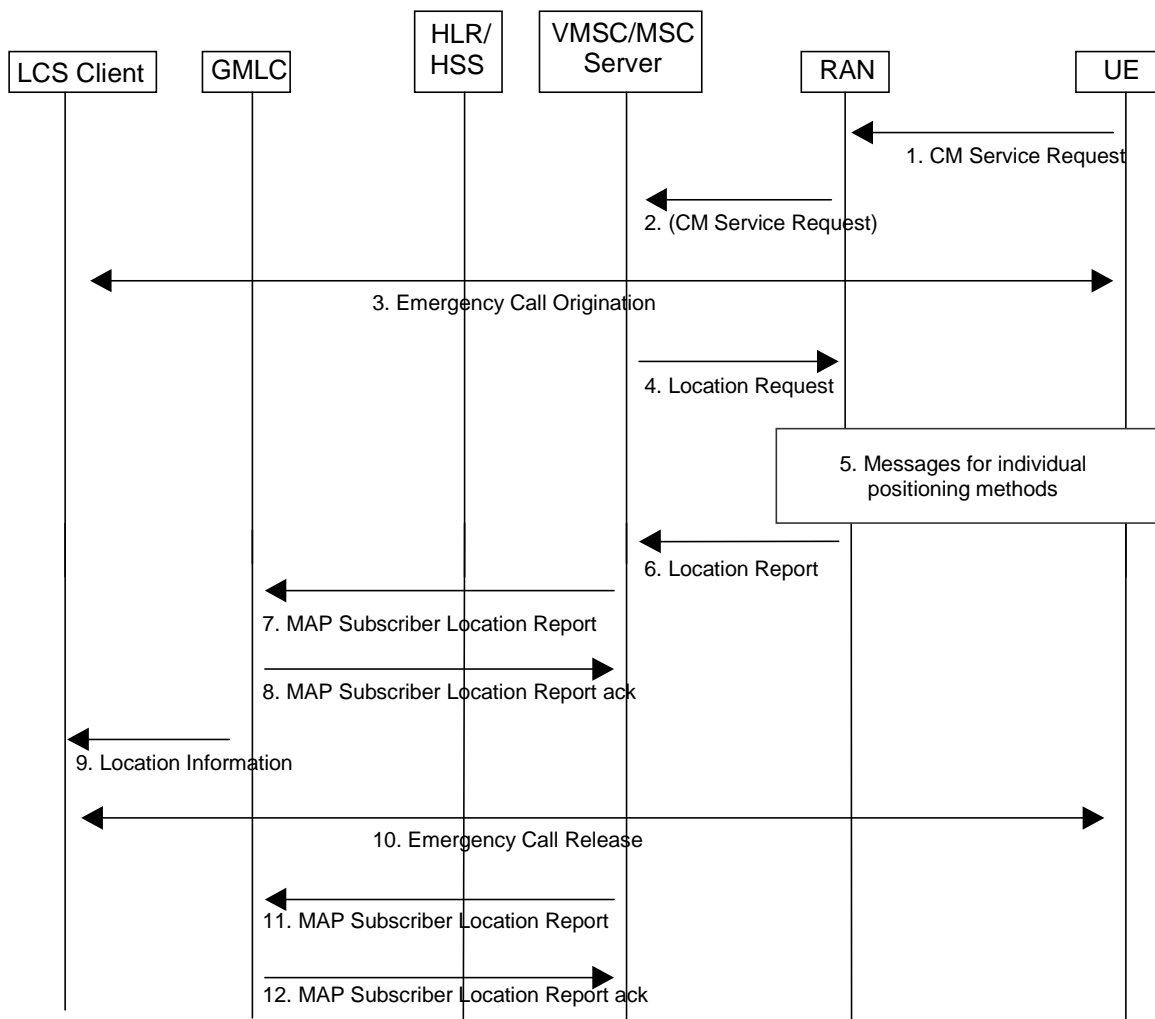 LCS Client
GMLC
HLR/
HSS
VMSC/MSC
Server
RAN
UE
1. CM Service Request
2. (CM Service Request)
3. Emergency Call Origination
4. Location Request
5. Messages for individual
positioning methods
6. Location Report
7. MAP Subscriber Location Report
8. MAP Subscriber Location Report ack
9. Location Information
10. Emergency Call Release
11. MAP Subscriber Location Report
12. MAP Subscriber Location Report ack